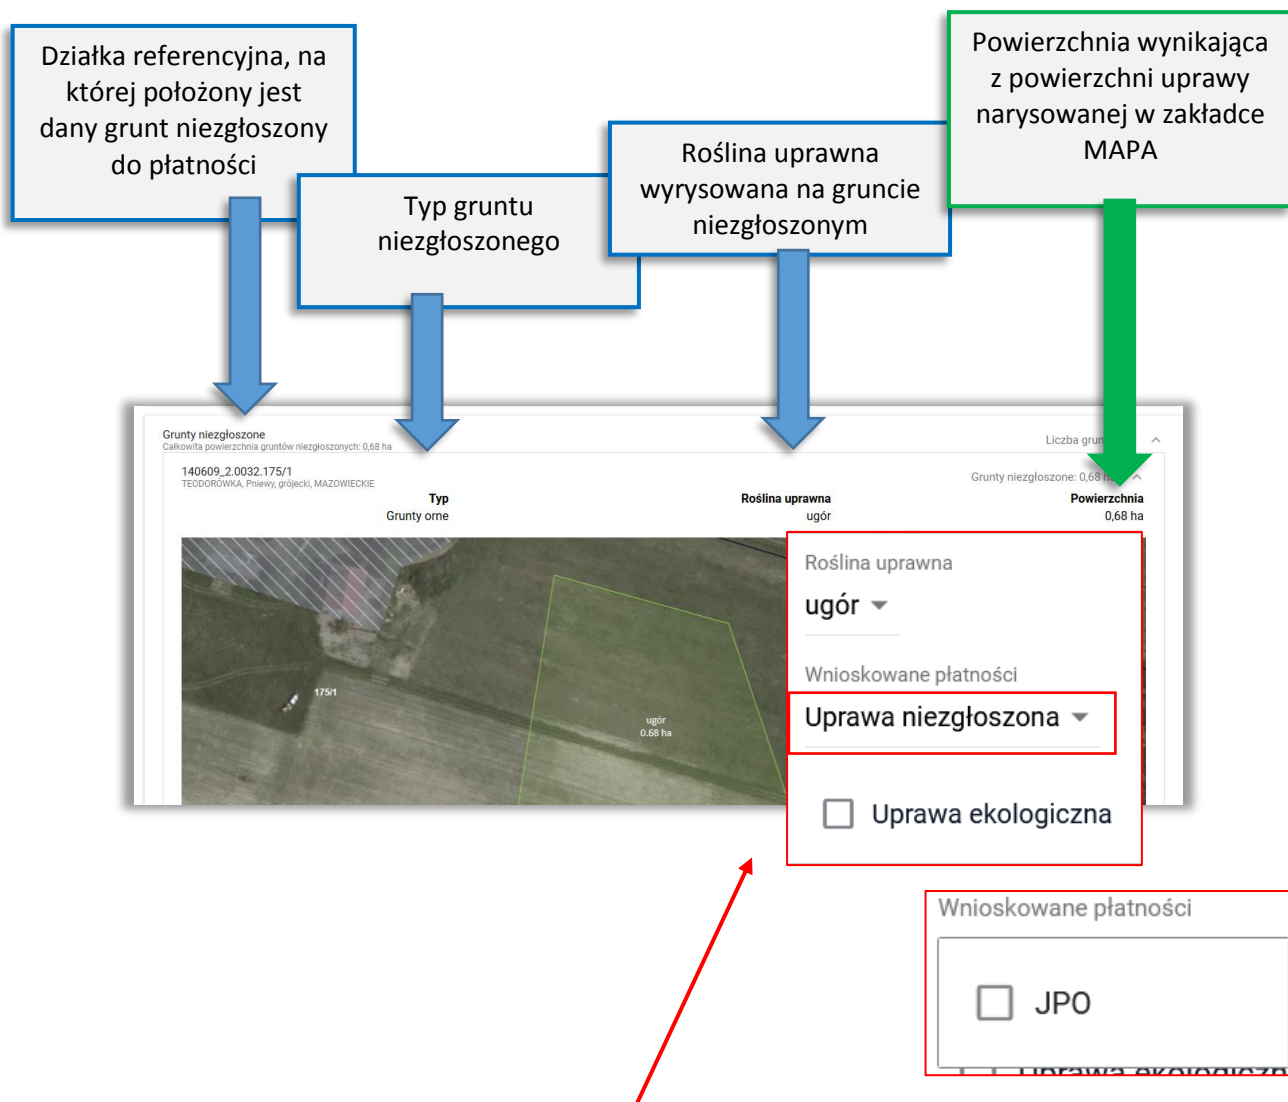 Działka referencyjna, na
której położony jest
dany grunt niezgłoszony
do płatności
Typ gruntu
niezgłoszonego
Roślina uprawna
wyrysowana na gruncie
niezgłoszonym
Powierzchnia wynikająca
z powierzchni uprawy
narysowanej w zakładce
MAPA
Grunty niezgłoszone
Całkowita powierzchnia gruntów niezgłoszonych: 0,68 ha
Liczba
140609_2.0032.175/1
TEODORÓWKA, Pniewy, grójecki, MAZOWIECKIE
Grunty niezgłoszone: 0,68
Typ
Roślina uprawna
Powierzchnia
Grunty orne
ugór
0,68 ha
175/1
ugór
0.68 ha
Roślina uprawna
ugór
Wnioskowane płatności
Uprawa niezgłoszona
Uprawa ekologiczna
Wnioskowane płatności
JPO